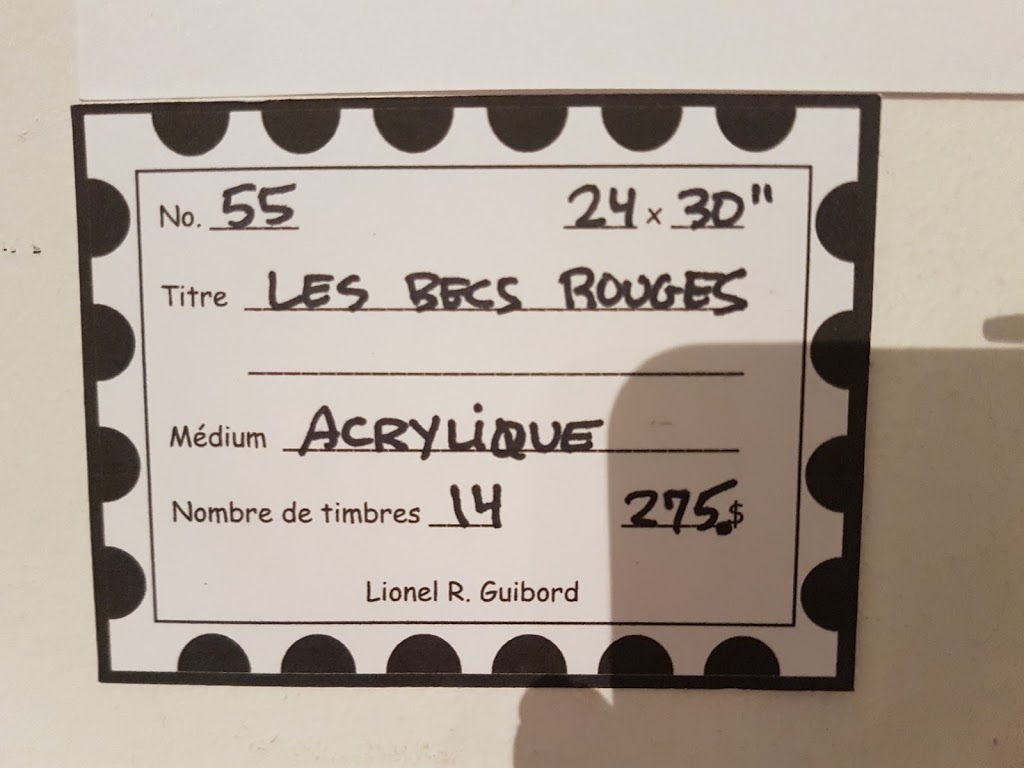 No. 55 24 x 30"
Titre LES BECS ROUGES
Médium ACRYLiQUE
Nombre de timbres 14 275.$
Lionel R. Guibord